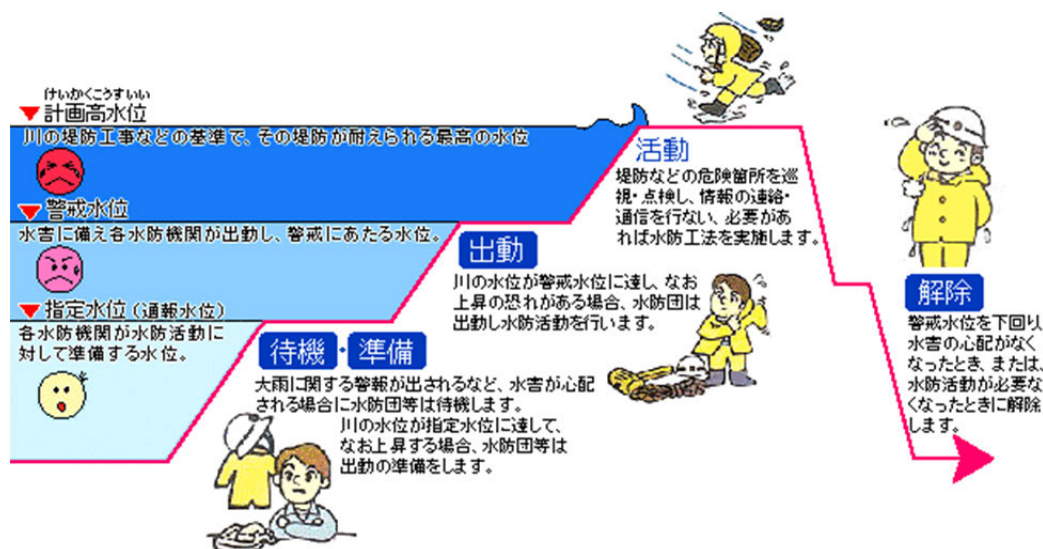 けいかくこうすいい
▼計画高水位
川の堤防工事などの基準で、その堤防が耐えられる最高の水位
▼警戒水位
水害に備え各水防機関が出動し、警戒にあたる水位。
▼指定水位(通報水位)
各水防機関が水防活動に
対して準備する水位。
待機・準備
大雨に関する警報が出されるなど、水害が心配
される場合に水防団等は待機します。
川の水位が指定水位に達して、
なお上昇する場合、水防団等は
出動の準備をします。
出動
川の水位が警戒水位に達し、なお
上昇の恐れがある場合、水防団は
出動し水防活動を行います。
活動
堤防などの危険箇所を巡
視・点検し、情報の連絡・
通信を行ない、必要があ
れば水防工法を実施します。
解除
警戒水位を下回り、
水害の心配がなく
なったとき、または、
水防活動が必要な
くなったときに解除
します。